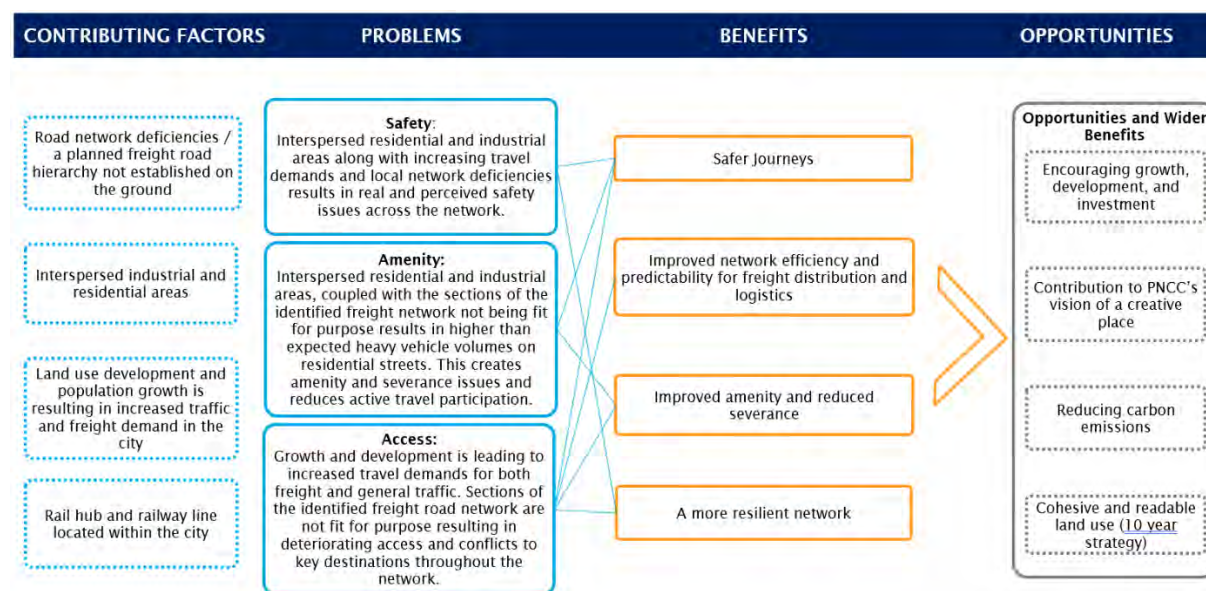 CONTRIBUTING FACTORS
PROBLEMS
BENEFITS
OPPORTUNITIES
Road network deficiencies /
a planned freight road
hierarchy not established on
the ground
Interspersed industrial and
residential areas
Land use development and
population growth is
resulting in increased traffic
and freight demand in the
city
Rail hub and railway line
located within the city
Safety:
Interspersed residential and industrial
areas along with increasing travel
demands and local network deficiencies
results in real and perceived safety
issues across the network.
Amenity:
Interspersed residential and industrial
areas, coupled with the sections of the
identified freight network not being fit
for purpose results in higher than
expected heavy vehicle volumes on
residential streets. This creates
amenity and severance issues and
reduces active travel participation.
Access:
Growth and development is leading to
increased travel demands for both
freight and general traffic. Sections of
the identified freight road network are
not fit for purpose resulting in
deteriorating access and conflicts to
key destinations throughout the
network.
Safer Journeys
Improved network efficiency and
predictability for freight distribution and
logistics
Improved amenity and reduced
severance
A more resilient network
Opportunities and Wider
Benefits
Encouraging growth,
development, and
investment
Contribution to PNCC's
vision of a creative
place
Reducing carbon
emissions
Cohesive and readable
land use (10 year
strategy)